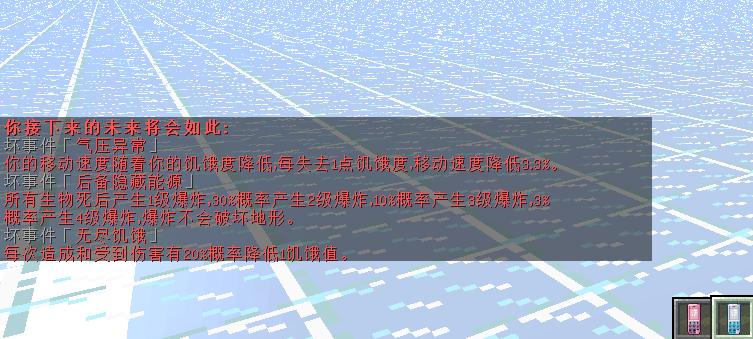 你接下来的未来将会如此:
坏事件「气压异常」
你的移动速度随着你的饥饿度降低,每失去1点饥饿度,移动速度降低3.3%。
坏事件「后备隐藏能源」
所有生物死后产生1级爆炸,30%概率产生2级爆炸,10%概率产生3级爆炸,3%
概率产生4级爆炸,爆炸不会破坏地形。
坏事件「无尽饥饿」
每次造成和受到伤害有20%概率降低1饥饿值。